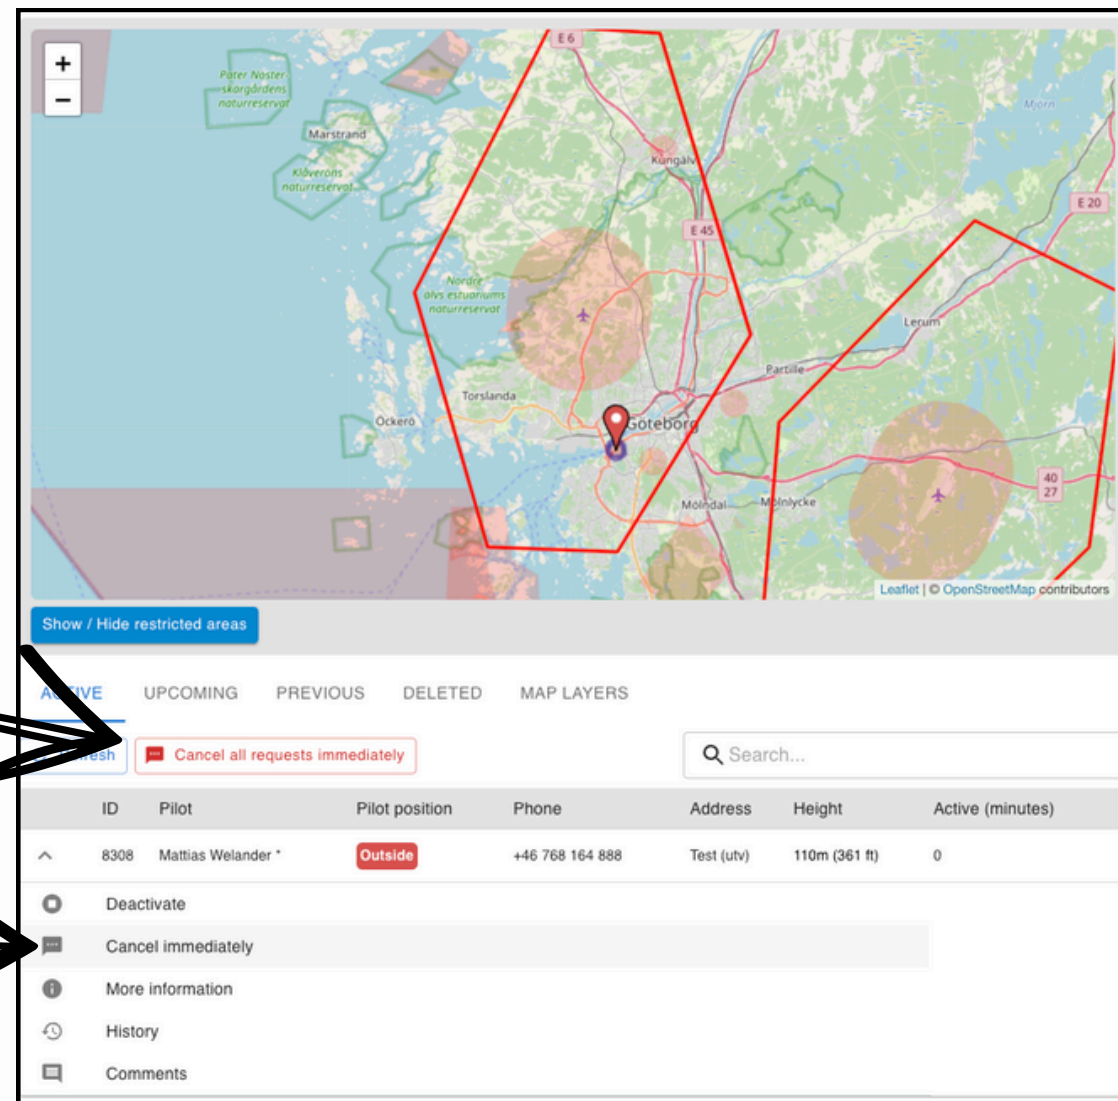 +
−
E 6
Pater Noster-
skärgårdens
naturreservat
Mjörn
Marstrand
Kungälv
Klåveröns
naturreservat
E 20
E 45
Nordre
älvs estuariums
naturreservat
Lerum
Partille
Torslanda
Öckerö
Göteborg
40
27
Mölndal
Mölnlycke
Leaflet | © OpenStreetMap contributors
Show / Hide restricted areas
ACTIVE UPCOMING PREVIOUS DELETED MAP LAYERS
Cancel all requests immediately Search...
ID Pilot Pilot position Phone Address Height Active (minutes)
8308 Mattias Welander * Outside +46 768 164 888 Test (utv) 110m (361 ft) 0
Deactivate
Cancel immediately
More information
History
Comments